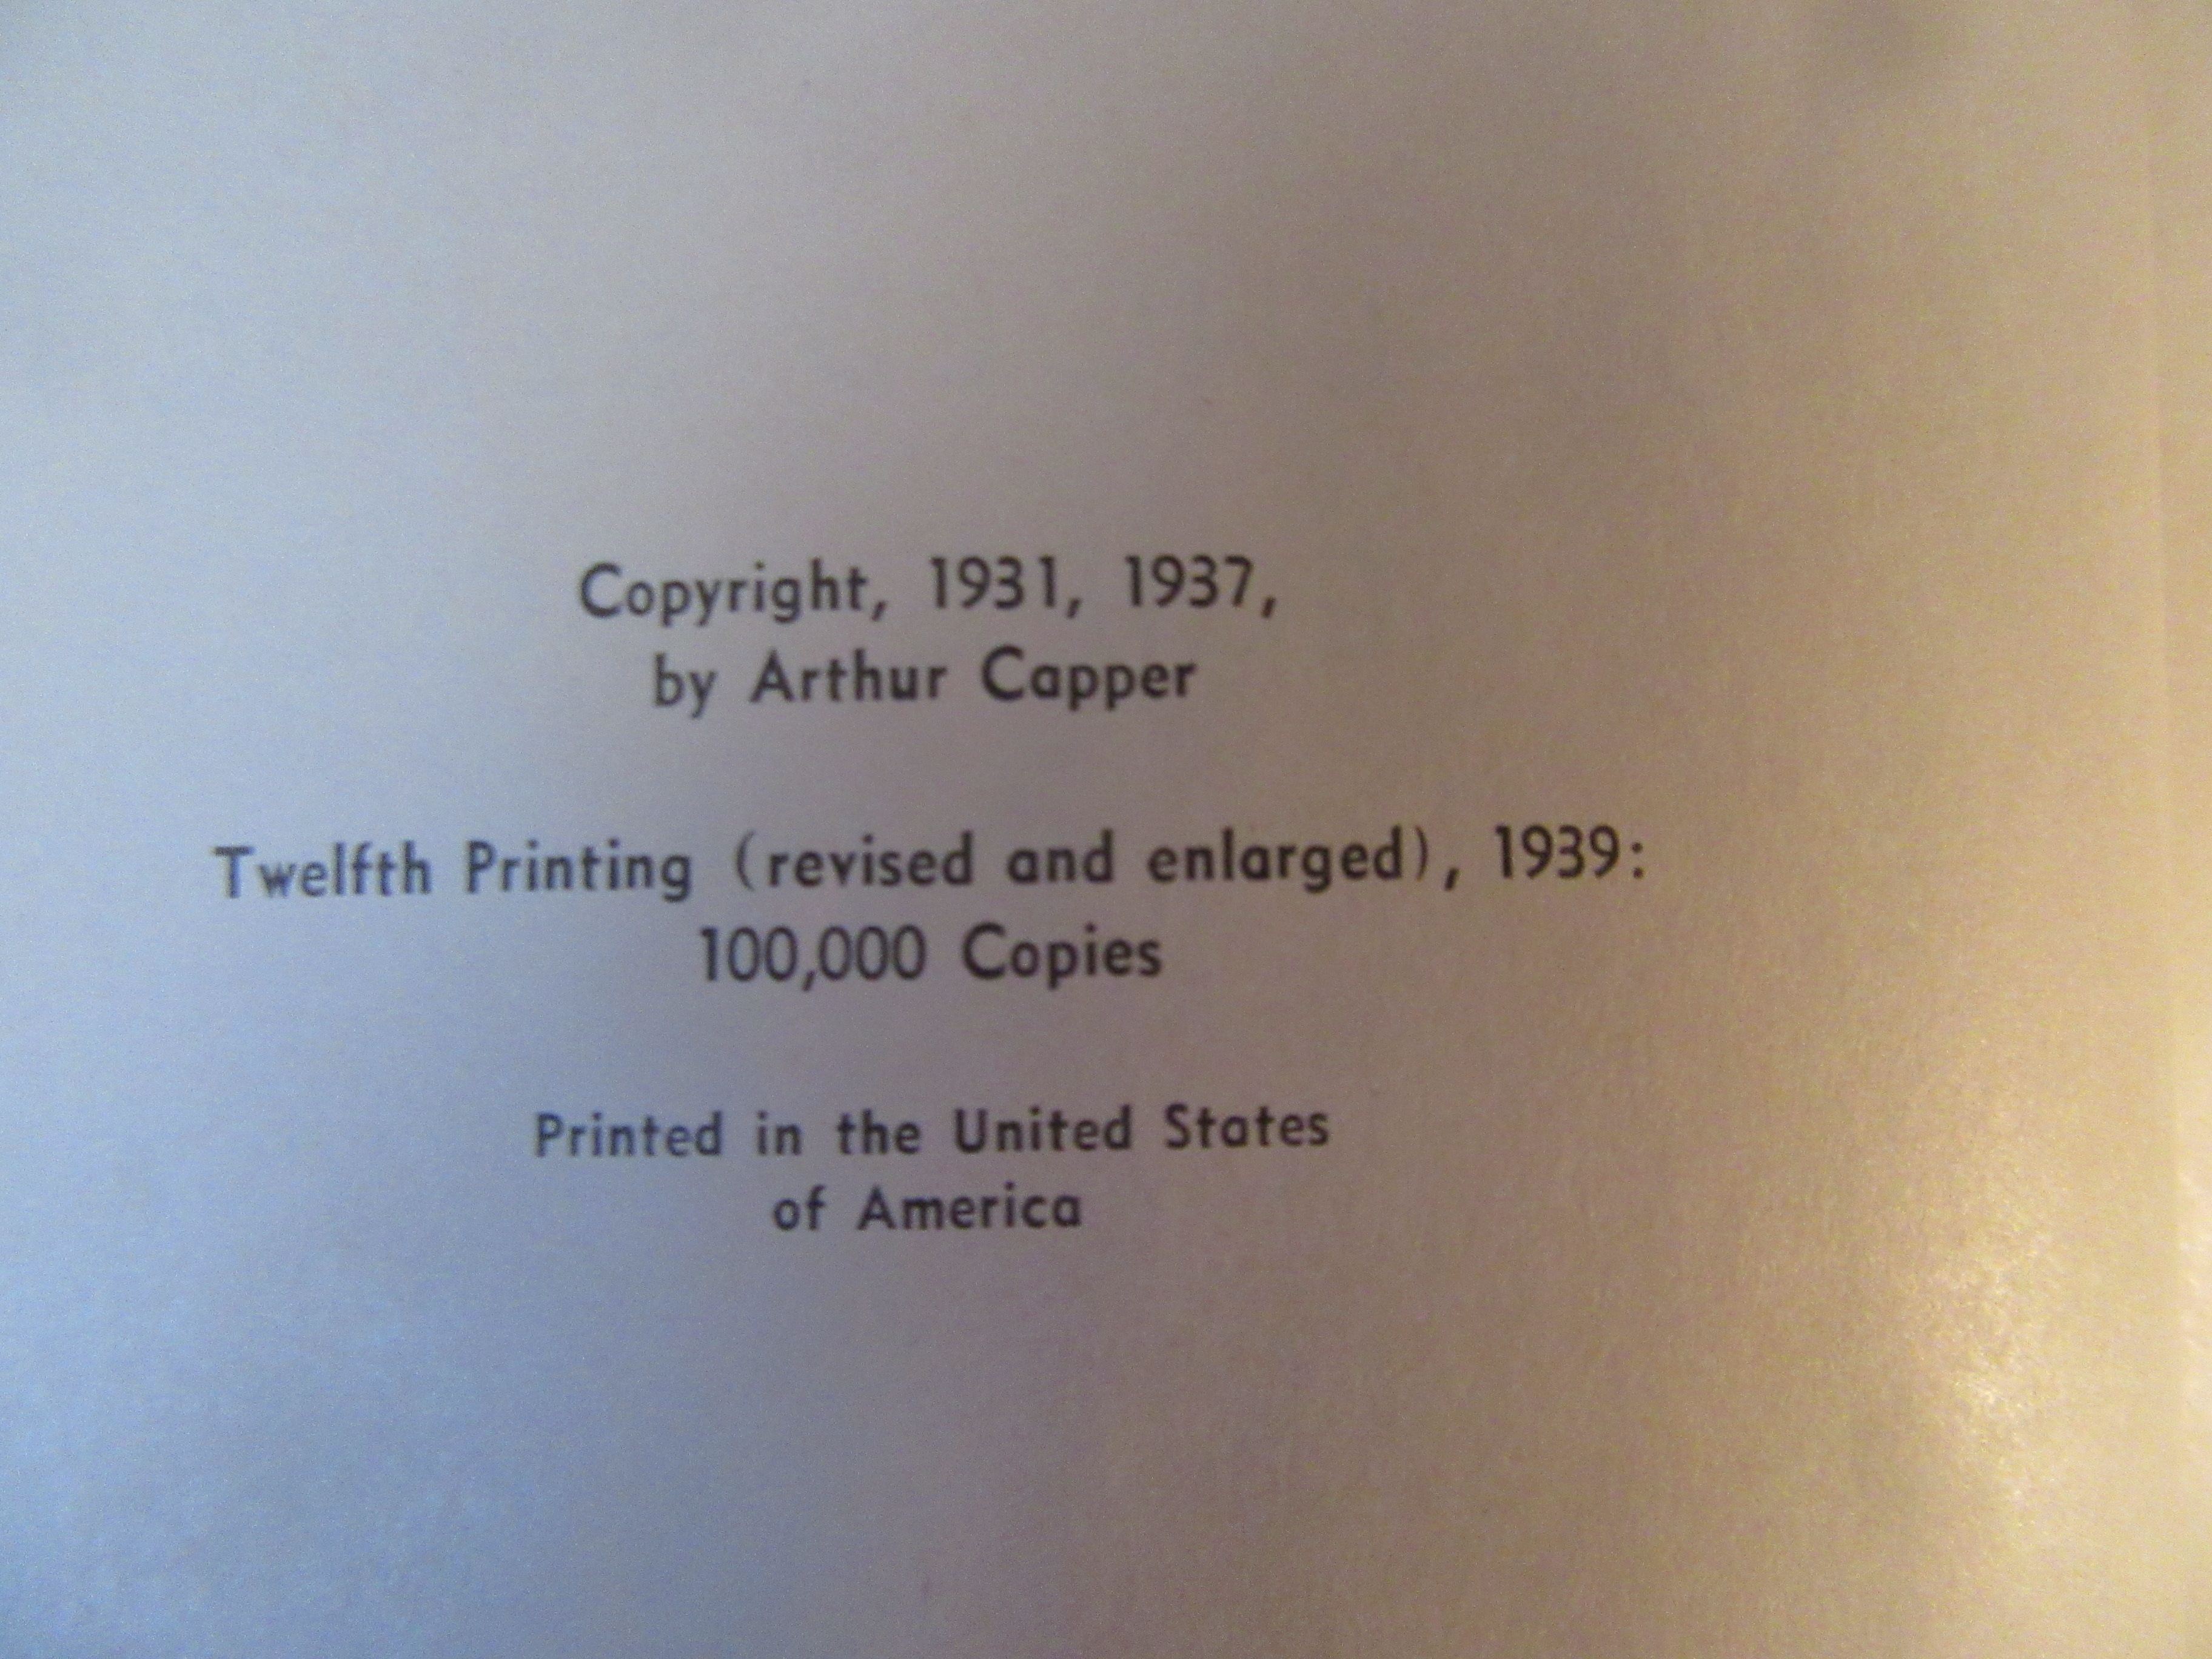 Copyright, 1931, 1937,
by Arthur Capper
Twelfth Printing (revised and enlarged), 1939:
100,000 Copies
Printed in the United States
of America